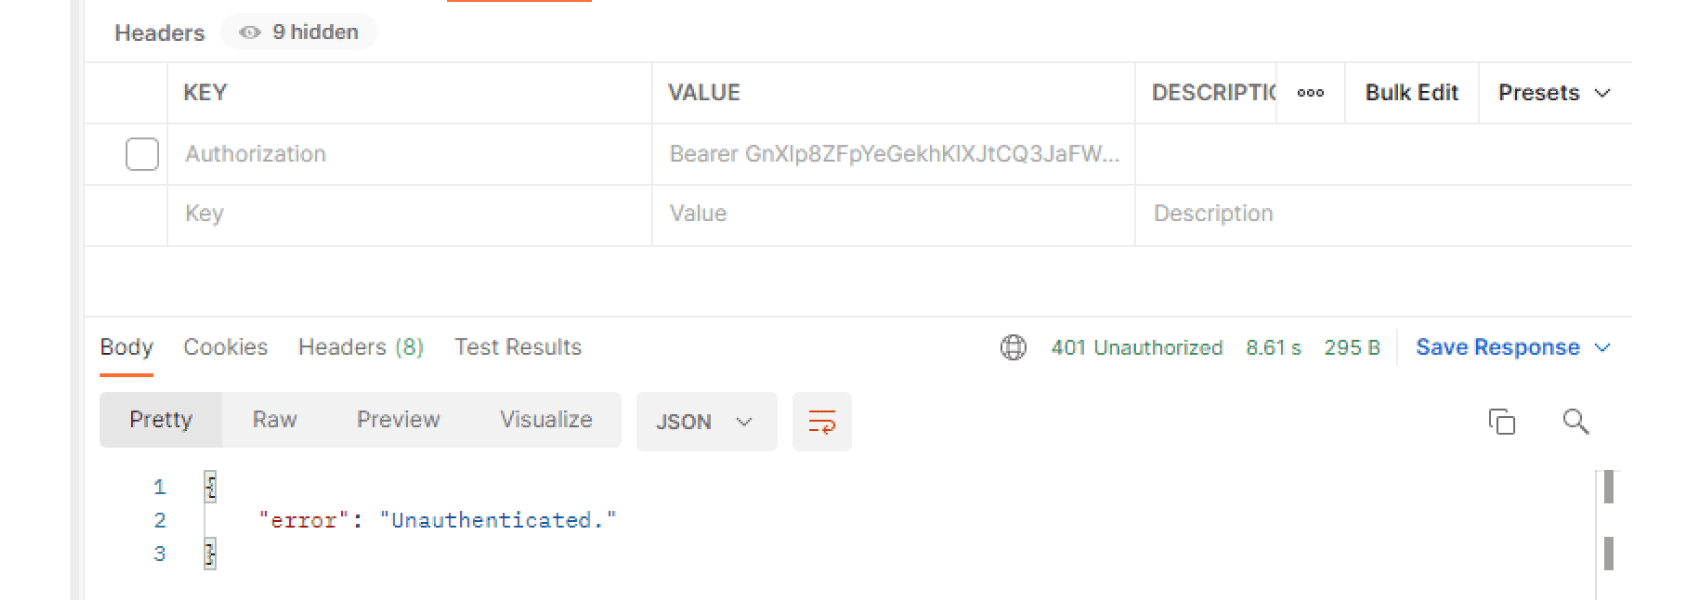 Headers 9 hidden
KEY VALUE DESCRIPTIC ooo Bulk Edit Presets
Authorization Bearer GnXlp8ZFpYeGekhKlXJtCQ3JaFW...
Key Value Description
Body Cookies Headers (8) Test Results 401 Unauthorized 8.61 s 295 B Save Response
Pretty Raw Preview Visualize JSON
1 {
2 "error": "Unauthenticated."
3 }